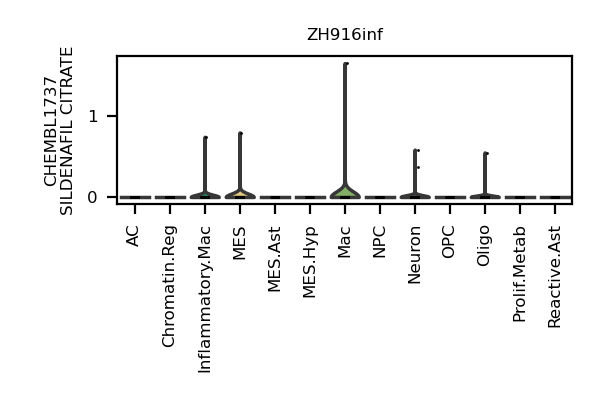 ZH916inf
CHEMBL1737
SILDENAFIL CITRATE
1
0
AC
Chromatin.Reg
Inflammatory.Mac
MES
MES.Ast
MES.Hyp
Mac
NPC
Neuron
OPC
Oligo
Prolif.Metab
Reactive.Ast